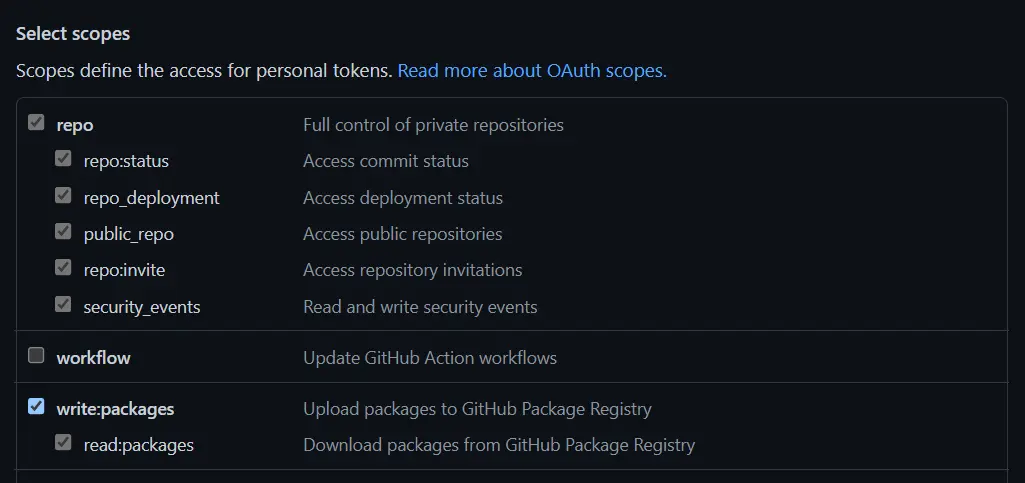 Select scopes
Scopes define the access for personal tokens. Read more about OAuth scopes.
repo Full control of private repositories
repo:status Access commit status
repo_deployment Access deployment status
public_repo Access public repositories
repo:invite Access repository invitations
security_events Read and write security events
workflow Update GitHub Action workflows
write:packages Upload packages to GitHub Package Registry
read:packages Download packages from GitHub Package Registry